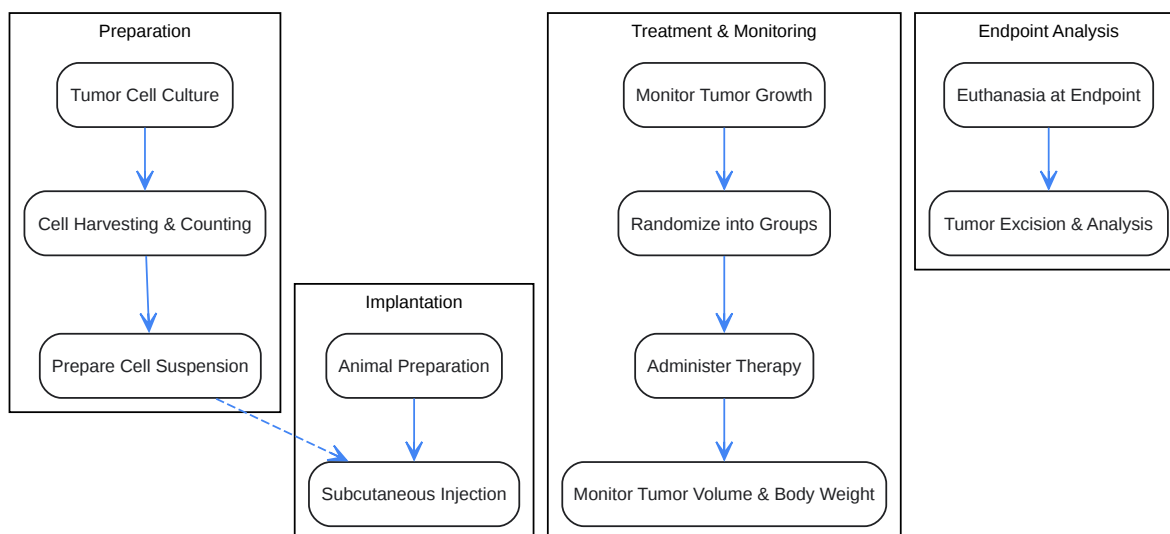 Preparation
Tumor Cell Culture
Cell Harvesting & Counting
Prepare Cell Suspension
Implantation
Animal Preparation
Subcutaneous Injection
Treatment & Monitoring
Monitor Tumor Growth
Randomize into Groups
Administer Therapy
Monitor Tumor Volume & Body Weight
Endpoint Analysis
Euthanasia at Endpoint
Tumor Excision & Analysis